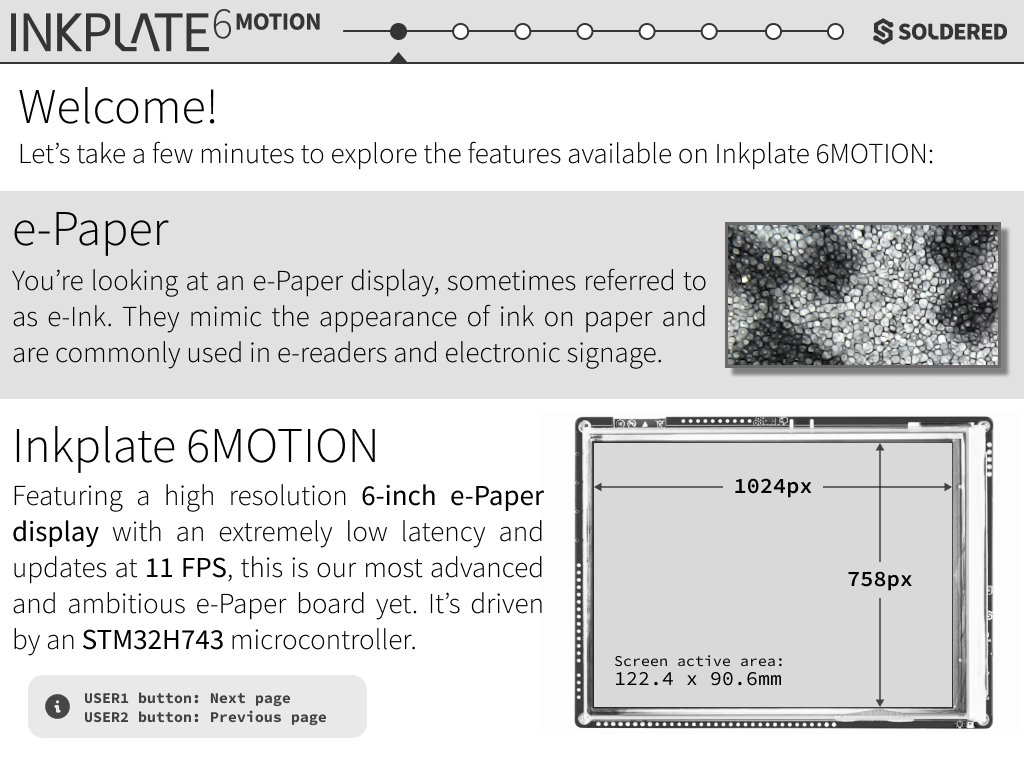 INKPLATE 6 MOTION
SOLDERED
Welcome!
Let’s take a few minutes to explore the features available on Inkplate 6MOTION:
e-Paper
You’re looking at an e-Paper display, sometimes referred to
as e-Ink. They mimic the appearance of ink on paper and
are commonly used in e-readers and electronic signage.
Inkplate 6MOTION
Featuring a high resolution 6-inch e-Paper
display with an extremely low latency and
updates at 11 FPS, this is our most advanced
and ambitious e-Paper board yet. It’s driven
by an STM32H743 microcontroller.
USER1 button: Next page
USER2 button: Previous page
1024px
758px
Screen active area:
122.4 x 90.6mm